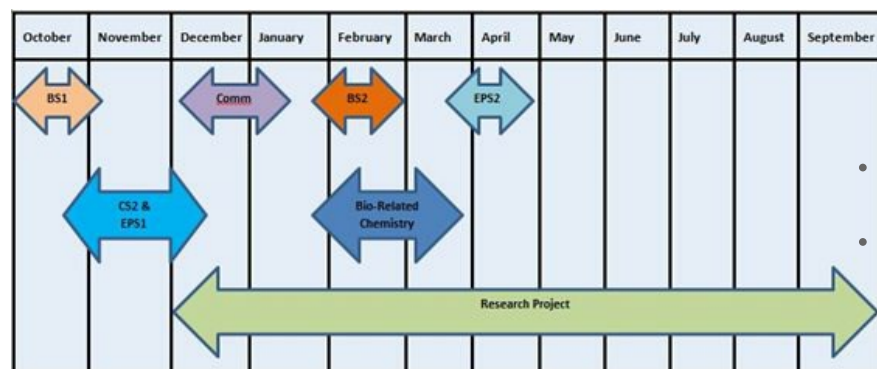 October November December January February March April May June July August September
BS1 Comm BS2 EPS2
CS2 &
EPS1
Bio-Related
Chemistry
Research Project